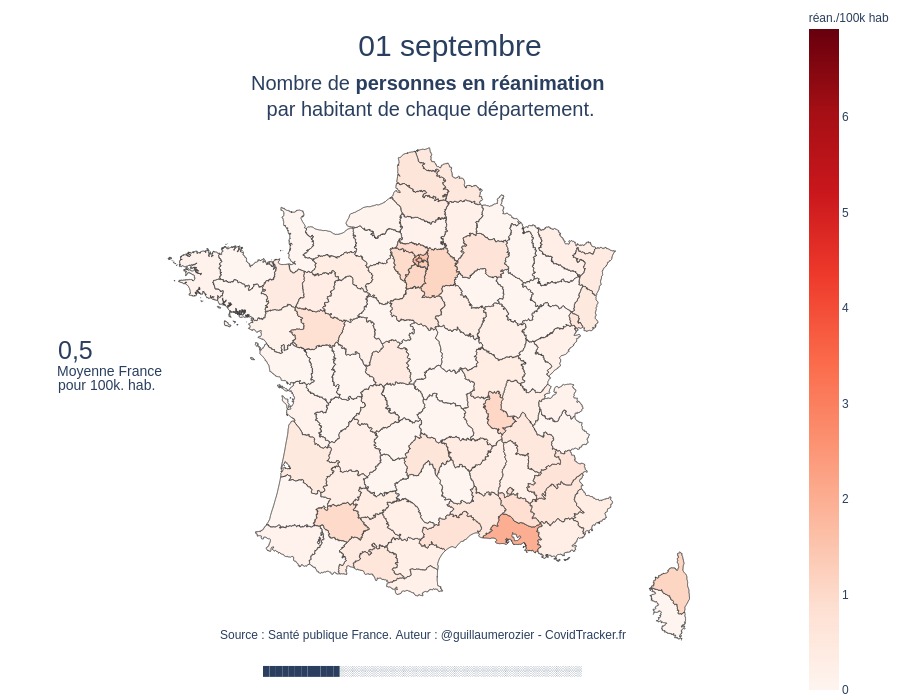 réan./100k hab
01 septembre
Nombre de personnes en réanimation
par habitant de chaque département.
6
5
4
3
2
1
0
0,5
Moyenne France
pour 100k. hab.
Source : Santé publique France. Auteur : @guillaumerozier - CovidTracker.fr